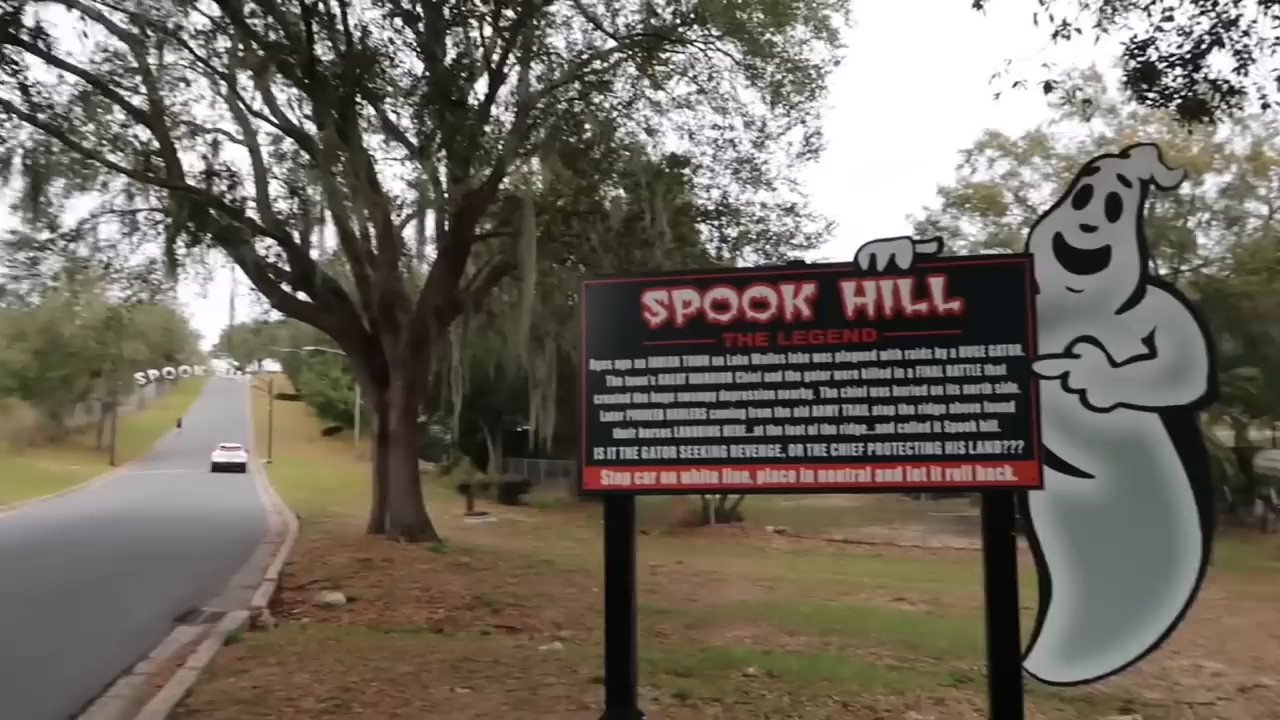 SPOOK
SPOOK HILL
THE LEGEND
Ages ago an INDIAN TOWN on Lake Wailes lake was plagued with raids by a HUGE GATOR.
The town's GREAT WARRIOR Chief and the gator were killed in a FINAL BATTLE that
created the huge swampy depression nearby. The chief was buried on its north side.
Later PIONEER HAULERS coming from the old ARMY TRAIL atop the ridge above found
their horses LABORING HERE...at the foot of the ridge...and called it Spook hill.
IS IT THE GATOR SEEKING REVENGE, OR THE CHIEF PROTECTING HIS LAND???
Stop car on white line, place in neutral and let it roll back.